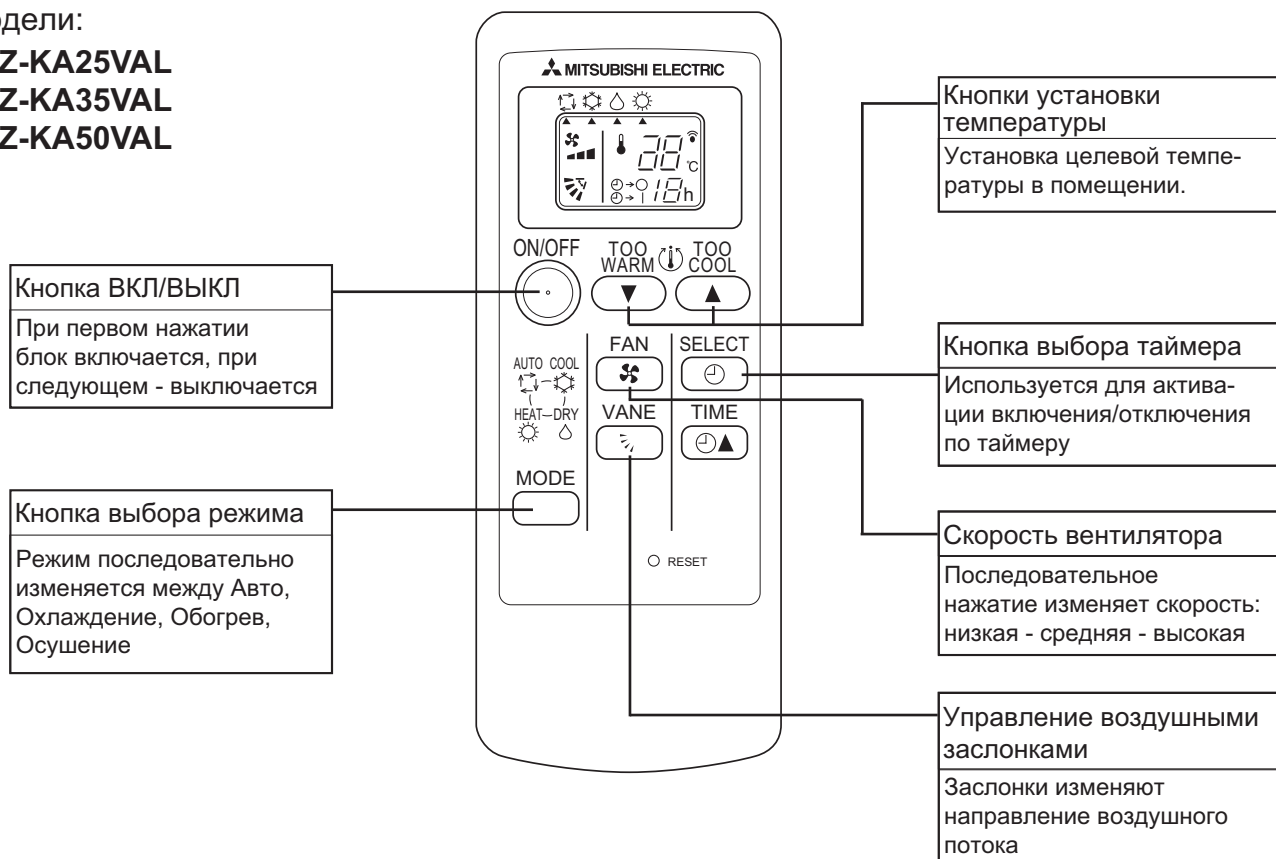 одели:
Z-KA25VAL
Z-KA35VAL
Z-KA50VAL
MITSUBISHI ELECTRIC
°C
18h
ON/OFF
TOO WARM
TOO COOL
FAN
SELECT
AUTO COOL
HEAT DRY
VANE
TIME
MODE
RESET
Кнопка ВКЛ/ВЫКЛ
При первом нажатии
блок включается, при
следующем - выключается
Кнопка выбора режима
Режим последовательно
изменяется между Авто,
Охлаждение, Обогрев,
Осушение
Кнопки установки
температуры
Установка целевой темпе-
ратуры в помещении.
Кнопка выбора таймера
Используется для актива-
ции включения/отключения
по таймеру
Скорость вентилятора
Последовательное
нажатие изменяет скорость:
низкая - средняя - высокая
Управление воздушными
заслонками
Заслонки изменяют
направление воздушного
потока